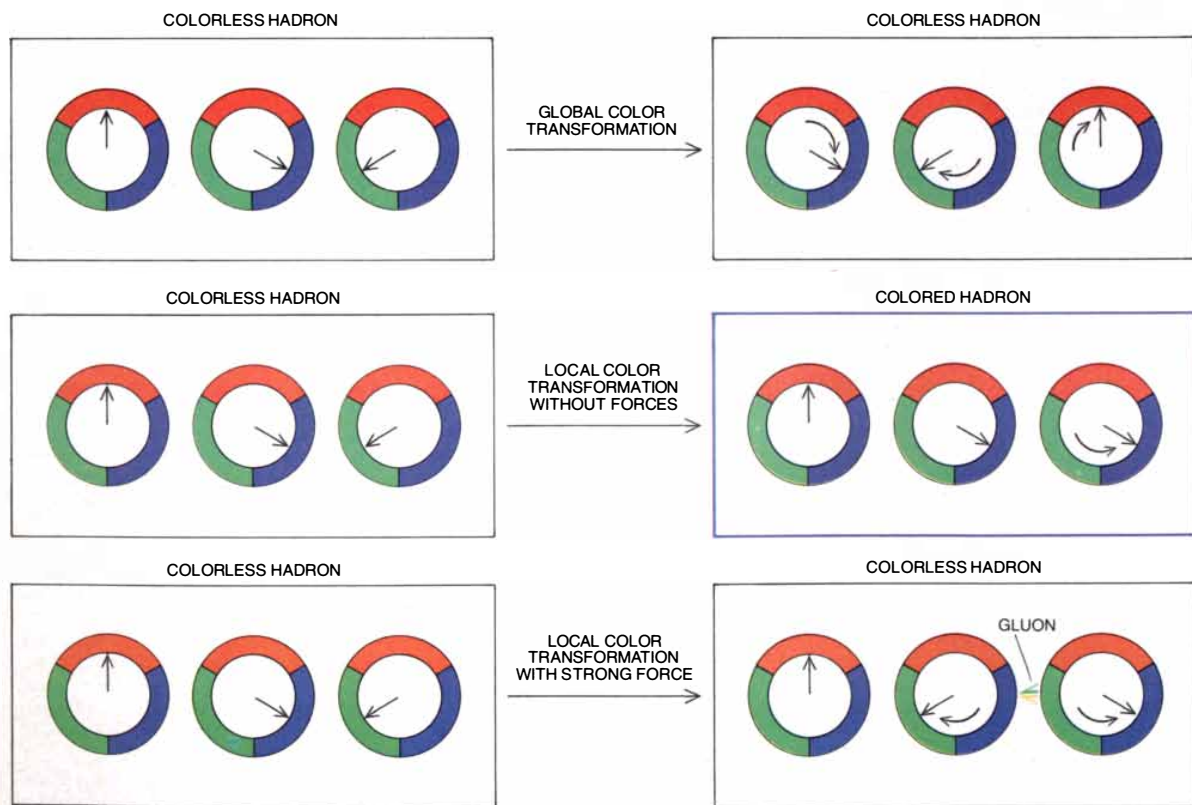 COLORLESS HADRON
COLORLESS HADRON
GLOBAL COLOR
TRANSFORMATION
COLORLESS HADRON
COLORED HADRON
LOCAL COLOR
TRANSFORMATION
WITHOUT FORCES
COLORLESS HADRON
COLORLESS HADRON
LOCAL COLOR
TRANSFORMATION
WITH STRONG FORCE
GLUON